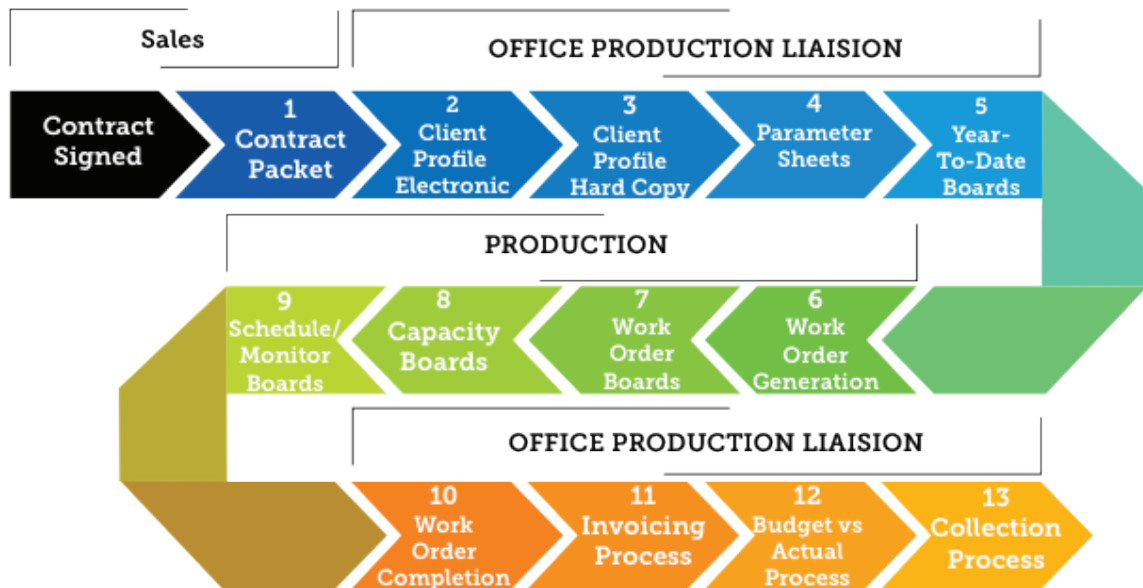 Sales
OFFICE PRODUCTION LIAISION
Contract
Signed
1
Contract
Packet
2
Client
Profile
Electronic
3
Client
Profile
Hard Copy
4
Parameter
Sheets
5
Year-
To-Date
Boards
PRODUCTION
9
Schedule/
Monitor
Boards
8
Capacity
Boards
7
Work
Order
Boards
6
Work
Order
Generation
OFFICE PRODUCTION LIAISION
10
Work
Order
Completion
11
Invoicing
Process
12
Budget vs
Actual
Process
13
Collection
Process